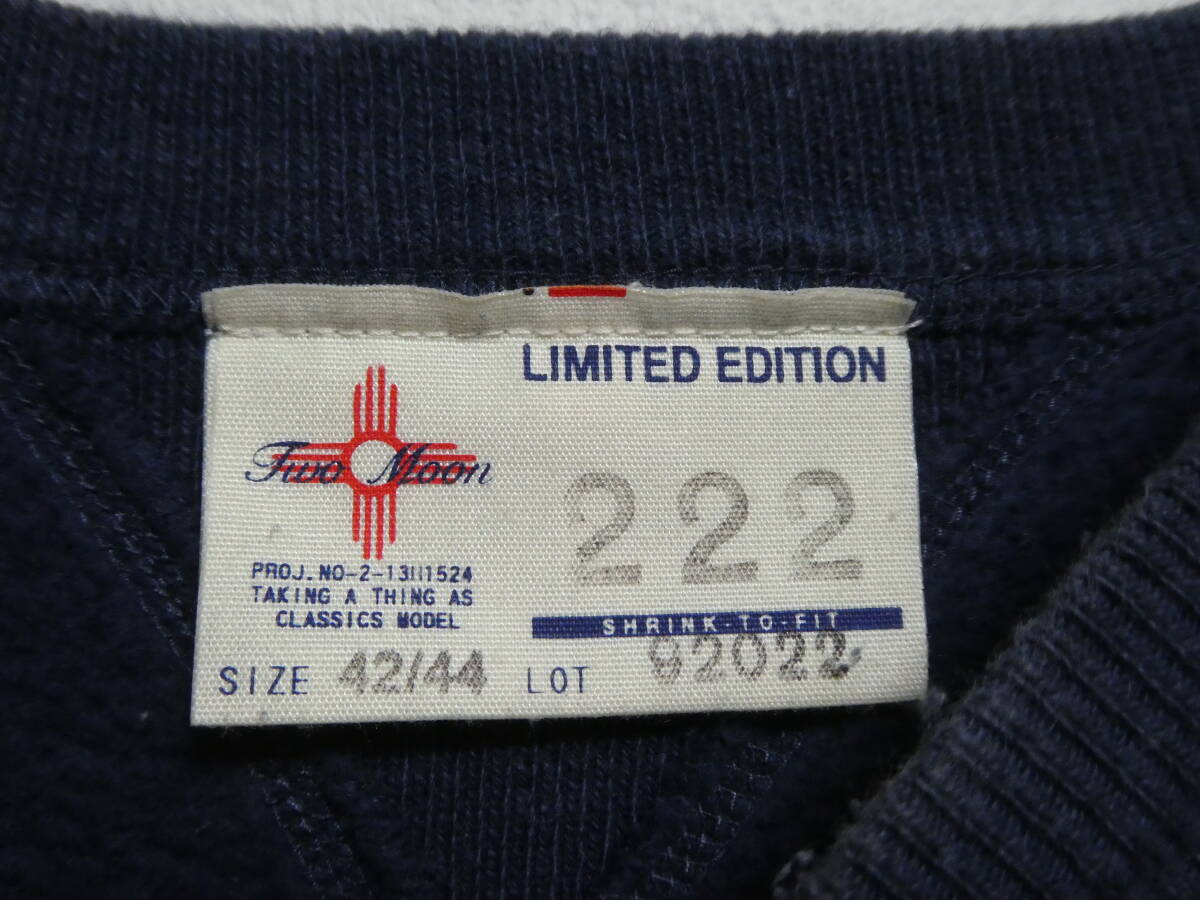 LIMITED EDITION
Two Moon
222
PROJ.NO-2-13111524
TAKING A THING AS
CLASSICS MODEL
SHRINK-TO-FIT
SIZE 42/44 LOT 92022